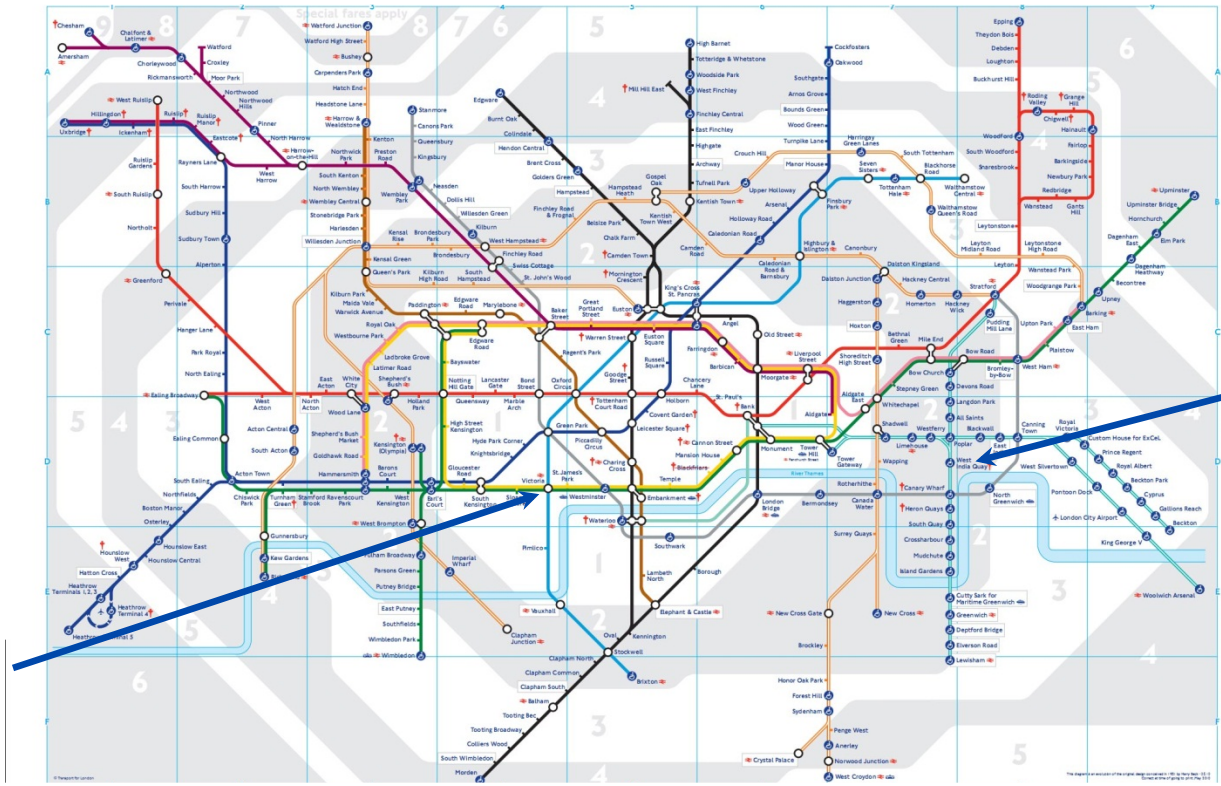 Special fares apply
9
8
7
8
7
5
6
Chesham
Chalfont &
Latimer
Amersham
Chorleywood
Rickmansworth
Watford
Croxley
Moor Park
Northwood
Northwood
Hills
Pinner
North Harrow
Harrow-
on-the-Hill
West Ruislip
Hillingdon
Uxbridge
Ickenham
Ruislip
Ruislip
Manor
Eastcote
Rayners Lane
West
Harrow
Ruislip
Gardens
South Ruislip
Northolt
Greenford
Perivale
Hanger Lane
South Harrow
Sudbury Hill
Sudbury Town
Alperton
Park Royal
North Ealing
Ealing Broadway
Ealing Common
West
Acton
North
Acton
East
Acton
Watford Junction
Watford High Street
Bushey
Carpenders Park
Hatch End
Headstone Lane
Harrow &
Wealdstone
Kenton
Northwick
Park
Preston
Road
South Kenton
North Wembley
Wembley Central
Stonebridge Park
Harlesden
Willesden Junction
Kensal Green
Queen's Park
Kilburn Park
Maida Vale
Warwick Avenue
Stanmore
Canons Park
Queensbury
Kingsbury
Wembley
Park
Neasden
Dollis Hill
Willesden Green
Kilburn
West Hampstead
Finchley Road
Swiss Cottage
St. John's Wood
Kensal
Rise
Brondesbury
Park
Brondesbury
Kilburn
High Road
South
Hampstead
Edgware
Burnt Oak
Colindale
Hendon Central
Brent Cross
Golders Green
Hampstead
Finchley Road
& Frognal
Hampstead
Heath
Belsize Park
Chalk Farm
Camden Town
Mornington
Crescent
Euston
High Barnet
Totteridge & Whetstone
Woodside Park
Mill Hill East
West Finchley
Finchley Central
East Finchley
Highgate
Archway
Tufnell Park
Kentish Town
Gospel
Oak
Kentish
Town West
Camden
Road
Crouch Hill
Upper Holloway
Cockfosters
Oakwood
Southgate
Arnos Grove
Bounds Green
Wood Green
Turnpike Lane
Manor House
Harringay
Green Lanes
Seven
Sisters
South Tottenham
Tottenham
Hale
Blackhorse
Road
Walthamstow
Central
Walthamstow
Queen's Road
Finsbury
Park
Arsenal
Holloway Road
Caledonian Road
Highbury &
Islington
Caledonian Road
& Barnsbury
Canonbury
Dalston Kingsland
Dalston Junction
Hackney Central
Homerton
Hackney
Wick
Haggerston
Hoxton
Shoreditch
High Street
Leyton
Midland Road
Leytonstone
High Road
Wanstead Park
Woodgrange Park
Epping
Theydon Bois
Debden
Loughton
Buckhurst Hill
Roding
Valley
Grange
Hill
Chigwell
Hainault
Woodford
South Woodford
Snaresbrook
Fairlop
Barkingside
Newbury Park
Redbridge
Wanstead
Gants
Hill
Leytonstone
Leyton
Stratford
Pudding
Mill Lane
Upminster
Upminster Bridge
Hornchurch
Elm Park
Dagenham
East
Dagenham
Heathway
Becontree
Upney
Barking
East Ham
Upton Park
Plaistow
West Ham
Bromley-
by-Bow
Bow Road
Mile End
Bethnal
Green
Stepney Green
Bow Church
Devons Road
Langdon Park
All Saints
Paddington
Edgware
Road
Marylebone
Baker
Street
Great
Portland
Street
King's Cross
St. Pancras
Euston
Square
Warren Street
Angel
Old Street
Royal Oak
Westbourne Park
Ladbroke Grove
Latimer Road
Edgware
Road
Bayswater
Regent's Park
Russell
Square
Goodge
Street
Farringdon
Barbican
Moorgate
Liverpool
Street
White
City
Shepherd's
Bush
Holland
Park
Notting
Hill Gate
Lancaster
Gate
Queensway
Bond
Street
Marble
Arch
Oxford
Circus
Tottenham
Court Road
Holborn
Chancery
Lane
St. Paul's
Bank
Aldgate
East
Aldgate
Whitechapel
Wood Lane
Shepherd's Bush
Market
Goldhawk Road
Hammersmith
Kensington
(Olympia)
High Street
Kensington
Hyde Park Corner
Knightsbridge
Green Park
Piccadilly
Circus
Covent Garden
Leicester Square
Charing
Cross
Cannon Street
Mansion House
Blackfriars
Monument
Tower
Hill
Tower
Gateway
River Thames
Acton Central
South Acton
Acton Town
South Ealing
Northfields
Boston Manor
Osterley
Hounslow East
Hounslow Central
Hounslow
West
Hatton Cross
Heathrow
Terminals 1, 2, 3
Heathrow
Terminal 4
Chiswick
Park
Turnham
Green
Stamford
Brook
Ravenscourt
Park
Barons
Court
West
Kensington
Earl's
Court
Gloucester
Road
South
Kensington
Victoria
St.James's
Park
Westminster
Temple
Embankment
Gunnersbury
Kew Gardens
West Brompton
Parsons Green
Putney Bridge
East Putney
Southfields
Wimbledon Park
Wimbledon
Imperial
Wharf
Clapham
Junction
Pimlico
Vauxhall
Waterloo
Southwark
Lambeth
North
Borough
Elephant & Castle
Kennington
Oval
Stockwell
Brixton
Clapham North
Clapham Common
Clapham South
Balham
Tooting Bec
Tooting Broadway
Colliers Wood
South Wimbledon
Morden
London
Bridge
Bermondsey
Canada
Water
Rotherhithe
Wapping
Shadwell
Surrey Quays
New Cross Gate
New Cross
Brockley
Honor Oak Park
Forest Hill
Sydenham
Penge West
Anerley
Crystal Palace
Norwood Junction
West Croydon
Limehouse
Westferry
Poplar
Blackwall
East
Canning
Town
Royal
Victoria
Custom House for ExCeL
Prince Regent
Royal Albert
Beckton Park
Cyprus
Gallions Reach
Beckton
West Silvertown
Pontoon Dock
London City Airport
King George V
Woolwich Arsenal
North
Greenwich
West
India Quay
Canary Wharf
Heron Quays
South Quay
Crossharbour
Mudchute
Island Gardens
Cutty Sark for
Maritime Greenwich
Greenwich
Deptford Bridge
Elverson Road
Lewisham